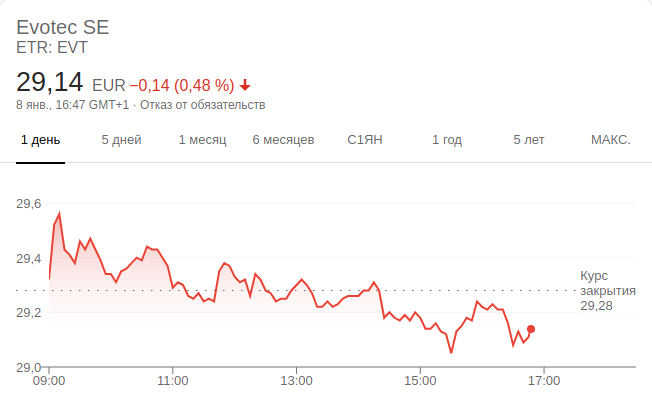 Evotec SE
ETR: EVT
29,14 EUR −0,14 (0,48 %)
8 янв., 16:47 GMT+1 · Отказ от обязательств
1 день 5 дней 1 месяц 6 месяцев С1ЯН 1 год 5 лет МАКС.
29,6
29,4
Курс
закрытия
29,28
29,2
29,0
09:00 11:00 13:00 15:00 17:00